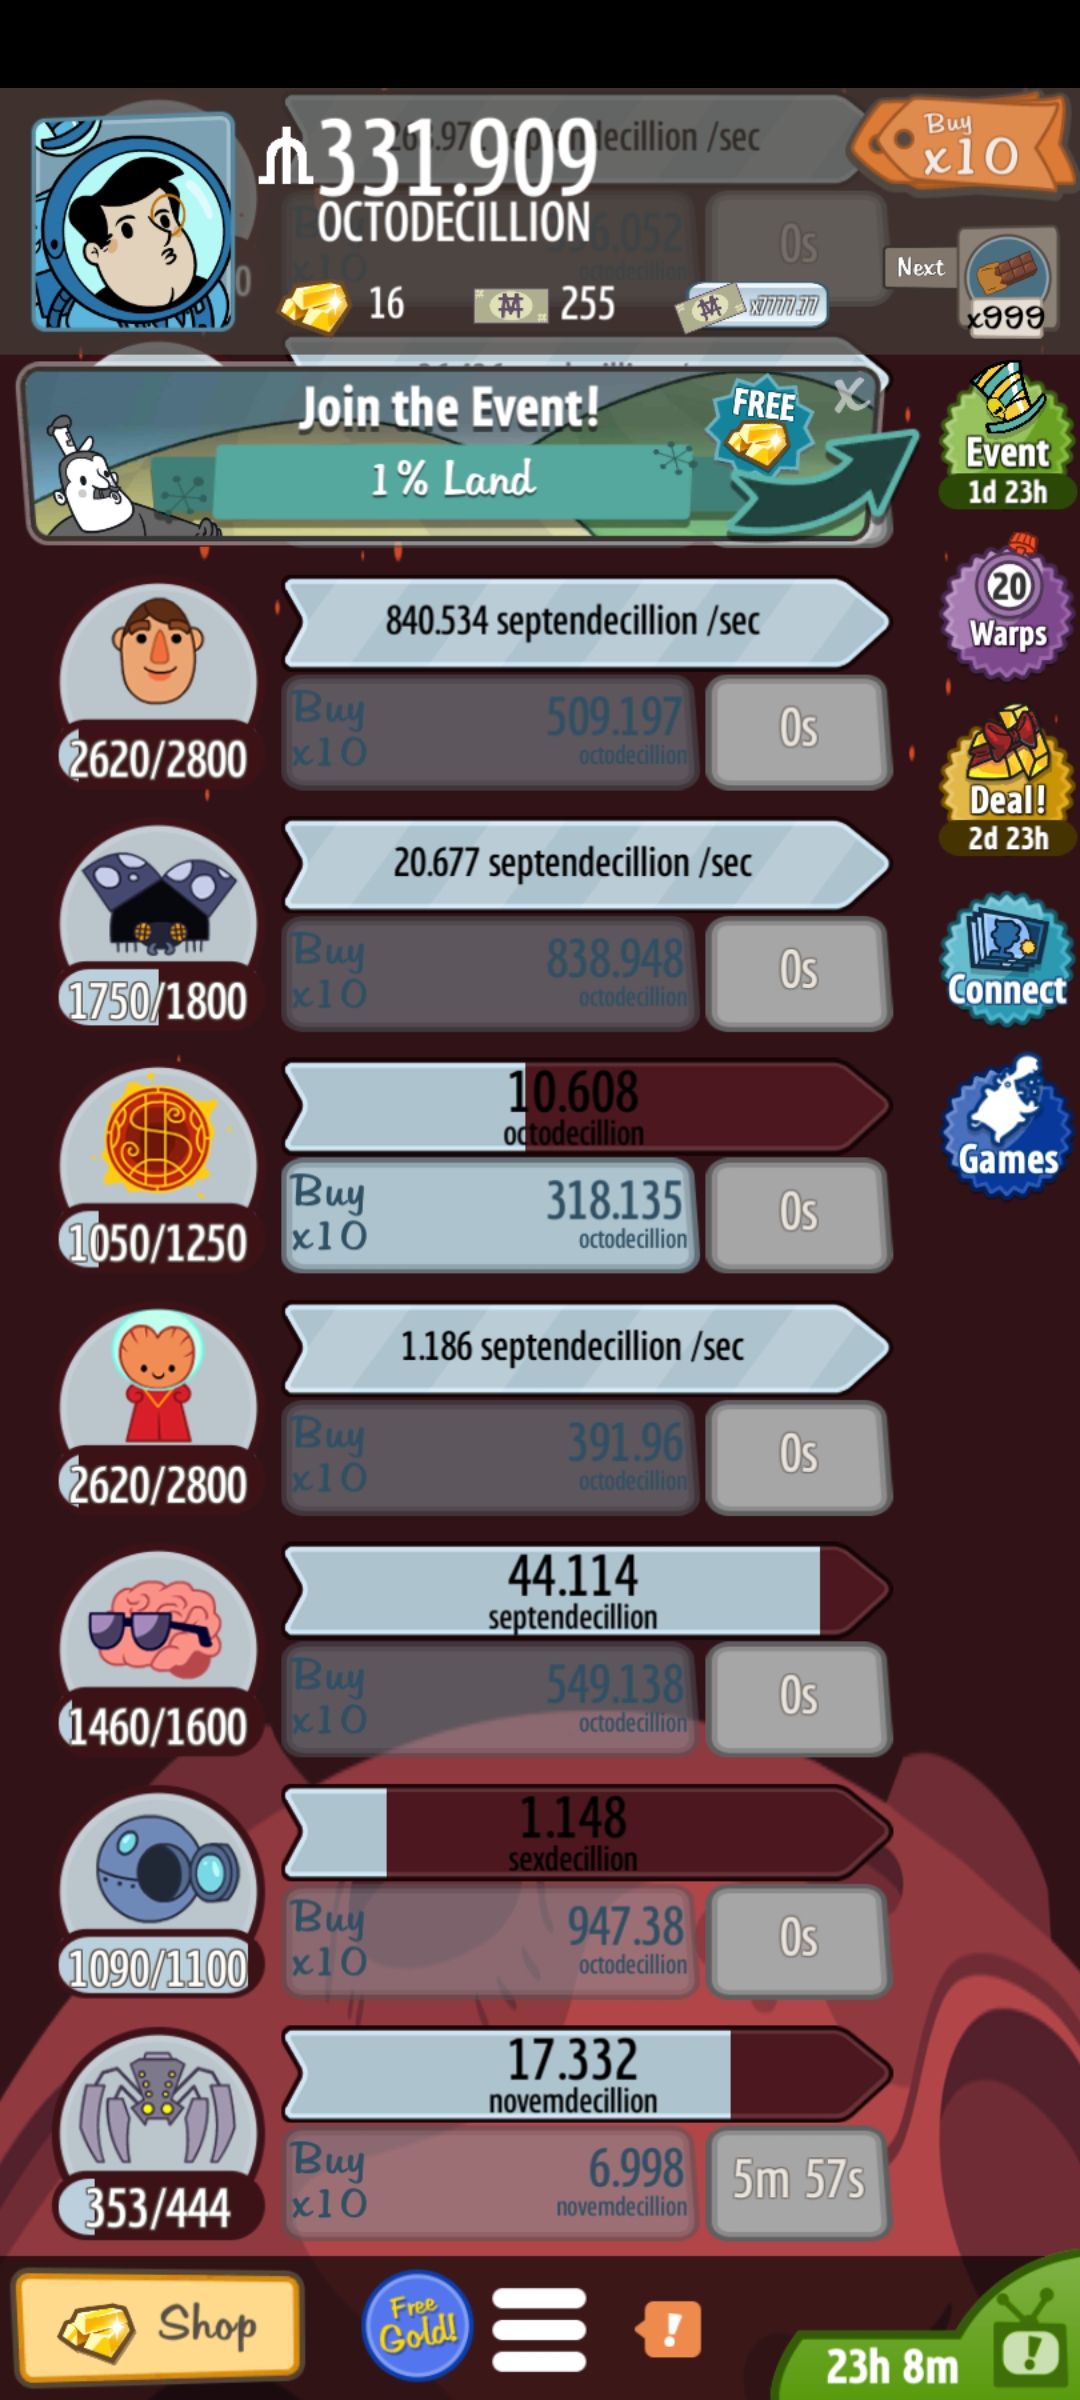 /sec
331.909
OCTODECILLION
Buy
x10
0s
16
255
x7777.77
Next
x999
Join the Event!
1% Land
FREE
X
Event
1d 23h
840.534 septendecillion /sec
Buy
x10
509.197
octodecillion
0s
2620/2800
20
Warps
Deal!
2d 23h
20.677 septendecillion /sec
Buy
x10
838.948
octodecillion
0s
1750/1800
Connect
10.608
octodecillion
Buy
x10
318.135
octodecillion
0s
1050/1250
Games
1.186 septendecillion /sec
Buy
x10
391.96
octodecillion
0s
2620/2800
44.114
septendecillion
Buy
x10
549.138
octodecillion
0s
1460/1600
1.148
sexdecillion
Buy
x10
947.38
octodecillion
0s
1090/1100
17.332
novemdecillion
Buy
x10
6.998
novemdecillion
5m 57s
353/444
Shop
Free
Gold!
!
23h 8m
!